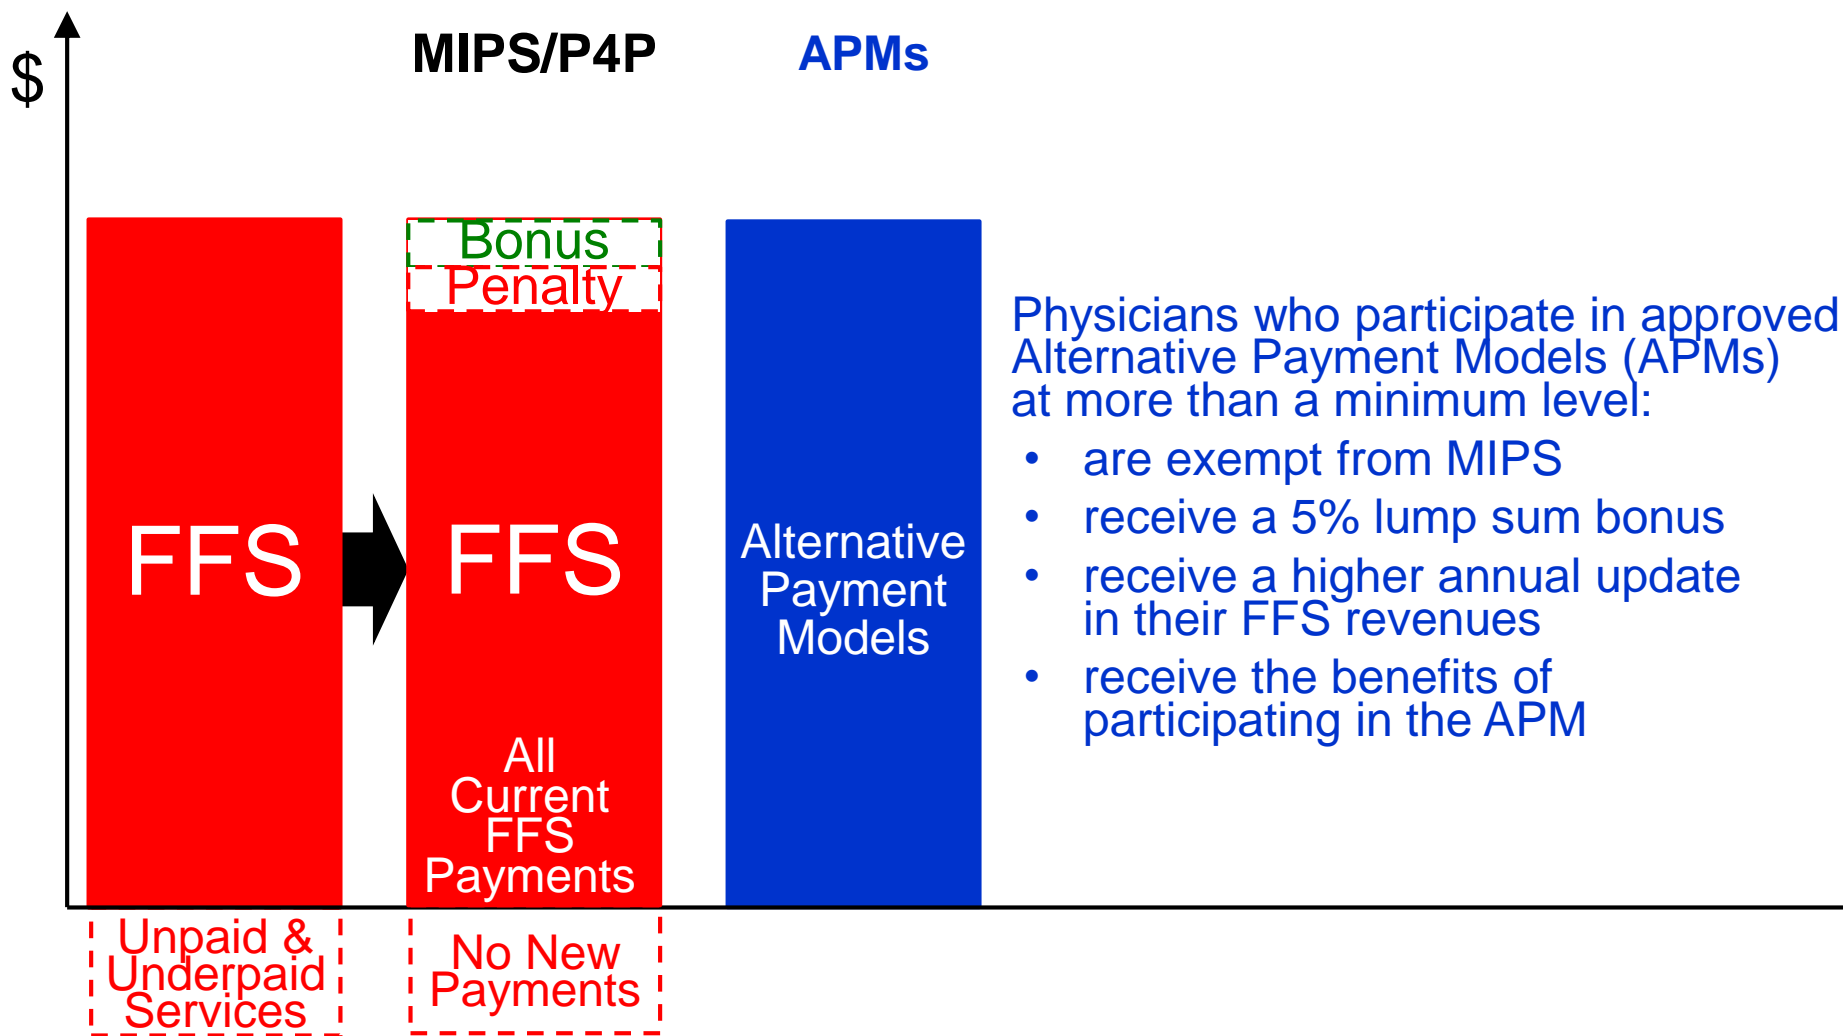 $
MIPS/P4P
APMs
Bonus
Penalty
FFS
FFS
All
Current
FFS
Payments
Alternative
Payment
Models
Unpaid &
Underpaid
Services
No New
Payments
Physicians who participate in approved
Alternative Payment Models (APMs)
at more than a minimum level:
• are exempt from MIPS
• receive a 5% lump sum bonus
• receive a higher annual update
in their FFS revenues
• receive the benefits of
participating in the APM